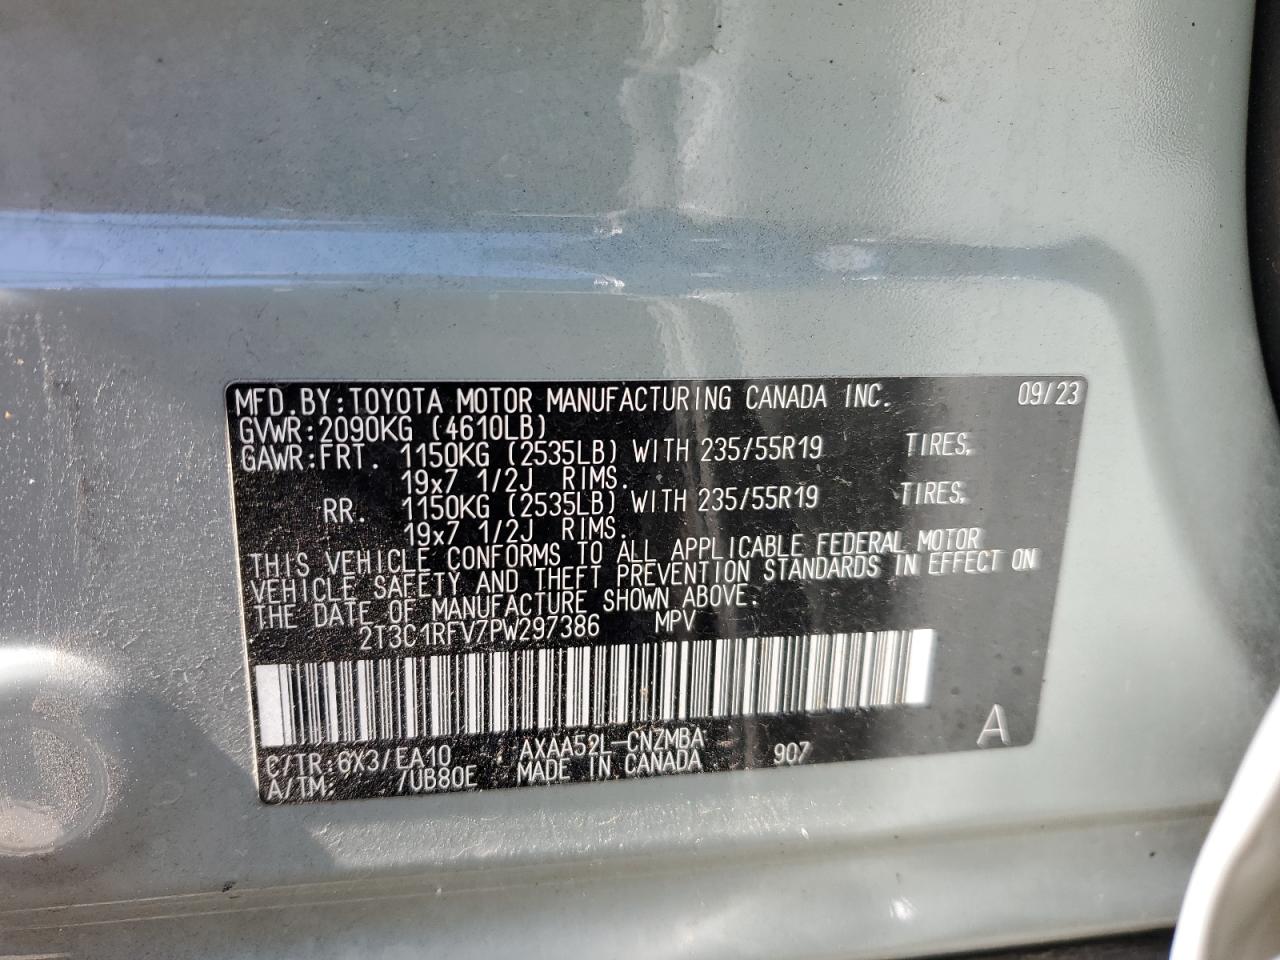 MFD.BY:TOYOTA MOTOR MANUFACTURING CANADA INC. 09/23
GVWR:2090KG (4610LB)
GAWR:FRT. 1150KG (2535LB) WITH 235/55R19 TIRES,
19x7 1/2J RIMS.
RR. 1150KG (2535LB) WITH 235/55R19 TIRES,
19x7 1/2J RIMS.
THIS VEHICLE CONFORMS TO ALL APPLICABLE FEDERAL MOTOR
VEHICLE SAFETY AND THEFT PREVENTION STANDARDS IN EFFECT ON
THE DATE OF MANUFACTURE SHOWN ABOVE.
2T3C1RFV7PW297386 MPV
C/TR:6X3/EA10 AXAA52L-CNZMBA 907 A
A/TM: /UB80E MADE IN CANADA